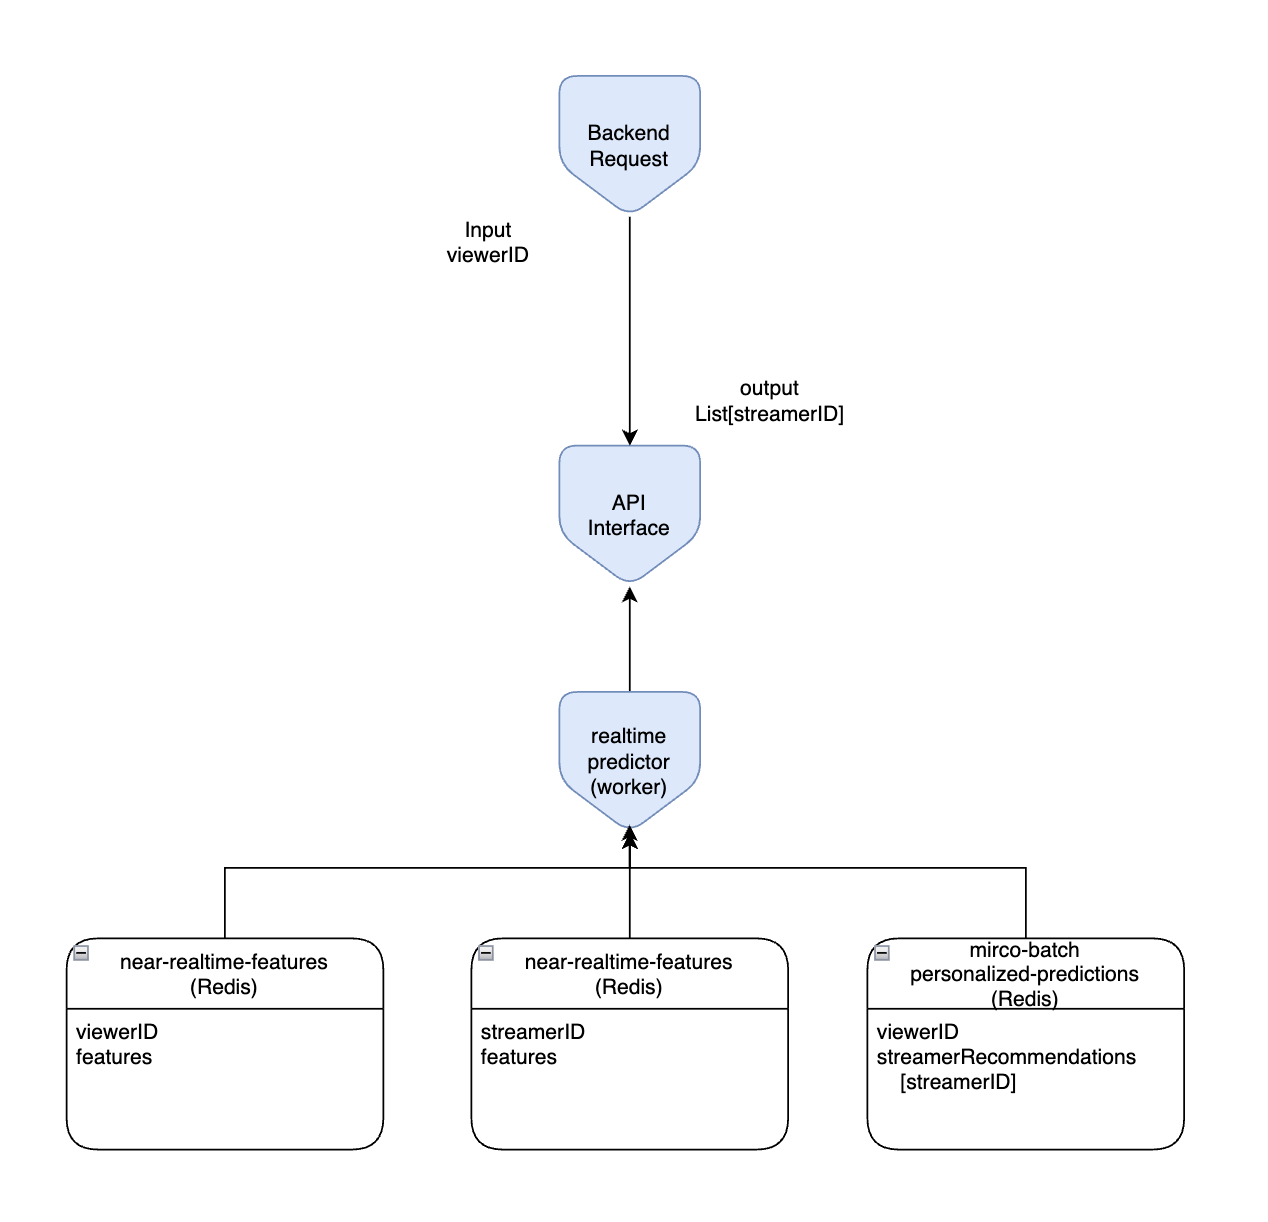 Backend
Request
Input
viewerID
output
List[streamerID]
API
Interface
realtime
predictor
(worker)
near-realtime-features
(Redis)
viewerID
features
near-realtime-features
(Redis)
streamerID
features
mirco-batch
personalized-predictions
(Redis)
viewerID
streamerRecommendations
[streamerID]